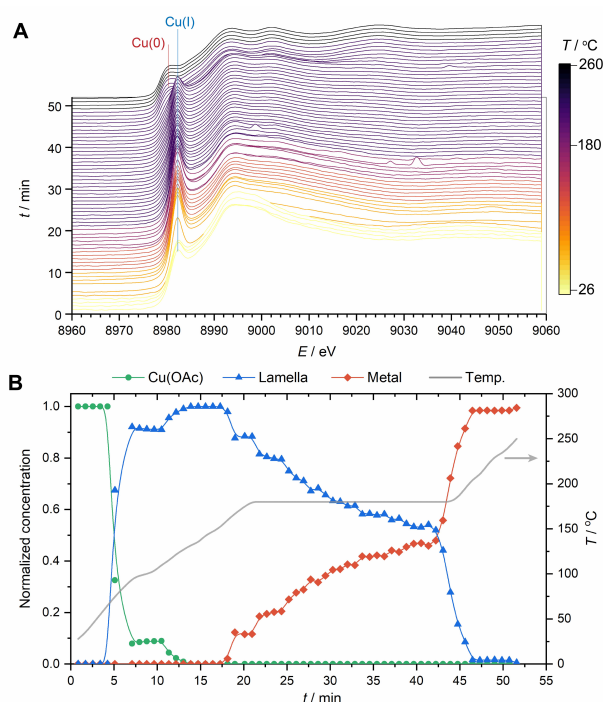 A
Cu(I)
Cu(0)
T / °C
260
180
26
50
40
30
20
10
0
t / min
8960 8970 8980 8990 9000 9010 9020 9030 9040 9050 9060
E / eV
B
Cu(OAc) Lamella Metal Temp.
1.0 0.8 0.6 0.4 0.2 0.0
Normalized concentration
300 250 200 150 100 50 0
T / °C
0 5 10 15 20 25 30 35 40 45 50 55
t / min